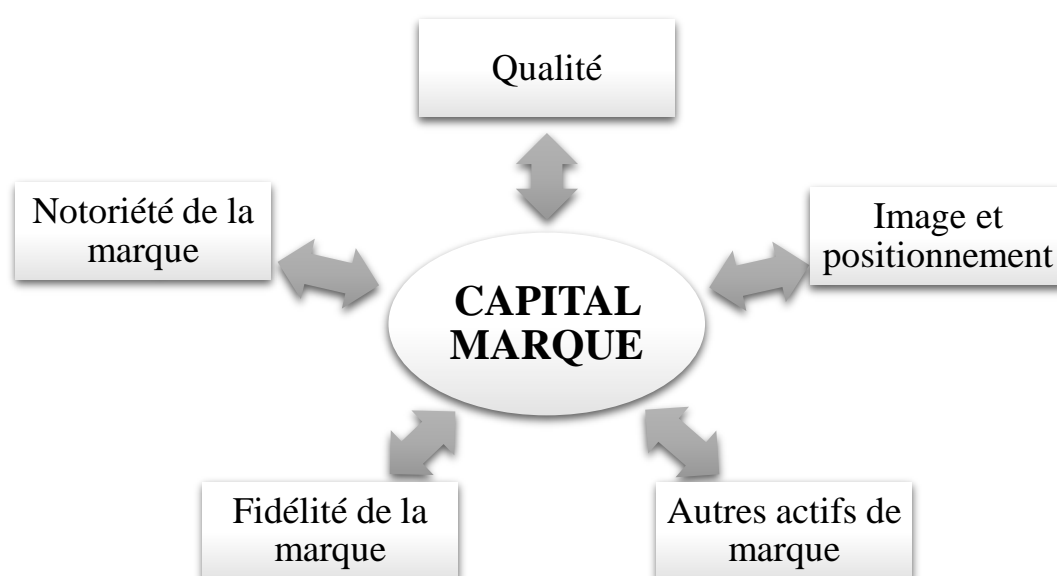 Qualité
Notoriété de la
marque
Image et
positionnement
CAPITAL
MARQUE
Fidélité de la
marque
Autres actifs de
marque